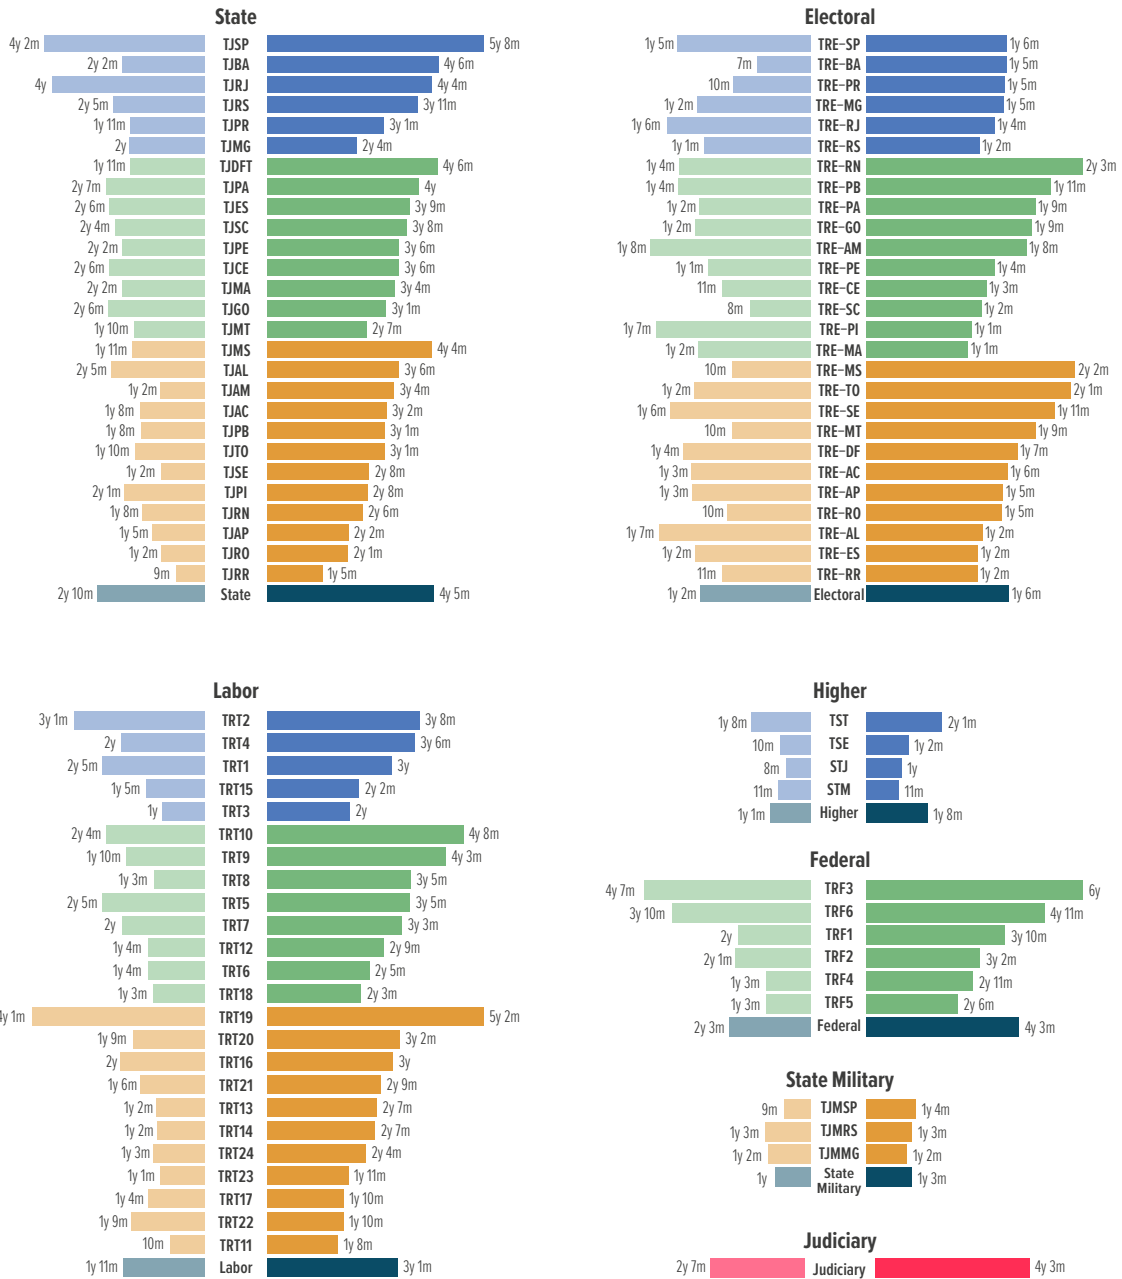 State
4y 2m TJSP 5y 8m
2y 2m TJBA 4y 6m
4y TJRJ 4y 4m
2y 5m TJRS 3y 11m
1y 11m TJPR 3y 1m
2y TJMG 2y 4m
1y 11m TJDFT 4y 6m
2y 7m TJPA 4y
2y 6m TJES 3y 9m
2y 4m TJSC 3y 8m
2y 2m TJPE 3y 6m
2y 6m TJCE 3y 6m
2y 2m TJMA 3y 4m
2y 6m TJGO 3y 1m
1y 10m TJMT 2y 7m
1y 11m TJMS 4y 4m
2y 5m TJAL 3y 6m
1y 2m TJAM 3y 4m
1y 8m TJAC 3y 2m
1y 8m TJPB 3y 1m
1y 10m TJTO 3y 1m
1y 2m TJSE 2y 8m
2y 1m TJPI 2y 8m
1y 8m TJRN 2y 6m
1y 5m TJAP 2y 2m
1y 2m TJRO 2y 1m
9m TJRR 1y 5m
2y 10m State 4y 5m
Electoral
1y 5m TRE-SP 1y 6m
7m TRE-BA 1y 5m
10m TRE-PR 1y 5m
1y 2m TRE-MG 1y 5m
1y 6m TRE-RJ 1y 4m
1y 1m TRE-RS 1y 2m
1y 4m TRE-RN 2y 3m
1y 4m TRE-PB 1y 11m
1y 2m TRE-PA 1y 9m
1y 2m TRE-GO 1y 9m
1y 8m TRE-AM 1y 8m
1y 1m TRE-PE 1y 4m
11m TRE-CE 1y 3m
8m TRE-SC 1y 2m
1y 7m TRE-PI 1y 1m
1y 2m TRE-MA 1y 1m
10m TRE-MS 2y 2m
1y 2m TRE-TO 2y 1m
1y 6m TRE-SE 1y 11m
10m TRE-MT 1y 9m
1y 4m TRE-DF 1y 7m
1y 3m TRE-AC 1y 6m
1y 3m TRE-AP 1y 5m
10m TRE-RO 1y 5m
1y 7m TRE-AL 1y 2m
1y 2m TRE-ES 1y 2m
11m TRE-RR 1y 2m
1y 2m Electoral 1y 6m
Labor
3y 1m TRT2 3y 8m
2y TRT4 3y 6m
2y 5m TRT1 3y
1y 5m TRT15 2y 2m
1y TRT3 2y
2y 4m TRT10 4y 8m
1y 10m TRT9 4y 3m
1y 3m TRT8 3y 5m
2y 5m TRT5 3y 5m
2y TRT7 3y 3m
1y 4m TRT12 2y 9m
1y 4m TRT6 2y 5m
1y 3m TRT18 2y 3m
4y 1m TRT19 5y 2m
1y 9m TRT20 3y 2m
2y TRT16 3y
1y 6m TRT21 2y 9m
1y 2m TRT13 2y 7m
1y 2m TRT14 2y 7m
1y 3m TRT24 2y 4m
1y 1m TRT23 1y 11m
1y 4m TRT17 1y 10m
1y 9m TRT22 1y 10m
10m TRT11 1y 8m
1y 11m Labor 3y 1m
Higher
1y 8m TST 2y 1m
10m TSE 1y 2m
8m STJ 1y
11m STM 11m
1y 1m Higher 1y 8m
Federal
4y 7m TRF3 6y
3y 10m TRF6 4y 11m
2y TRF1 3y 10m
2y 1m TRF2 3y 2m
1y 3m TRF4 2y 11m
1y 3m TRF5 2y 6m
2y 3m Federal 4y 3m
State Military
9m TJMSP 1y 4m
1y 3m TJMRS 1y 3m
1y 2m TJMMG 1y 2m
1y State 1y 3m
Military
Judiciary
2y 7m Judiciary 4y 3m